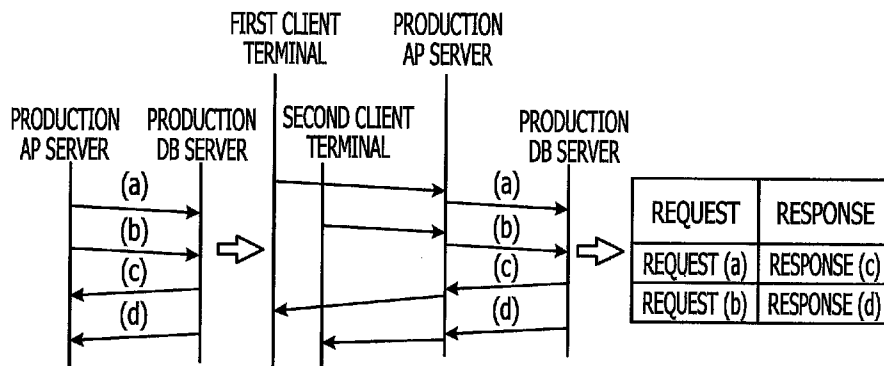 FIRST CLIENT
TERMINAL
PRODUCTION
AP SERVER
PRODUCTION
AP SERVER
PRODUCTION
DB SERVER
SECOND CLIENT
TERMINAL
PRODUCTION
DB SERVER
(a)
(b)
(c)
(d)
(a)
(b)
(c)
(d)
REQUEST RESPONSE
REQUEST (a) RESPONSE (c)
REQUEST (b) RESPONSE (d)